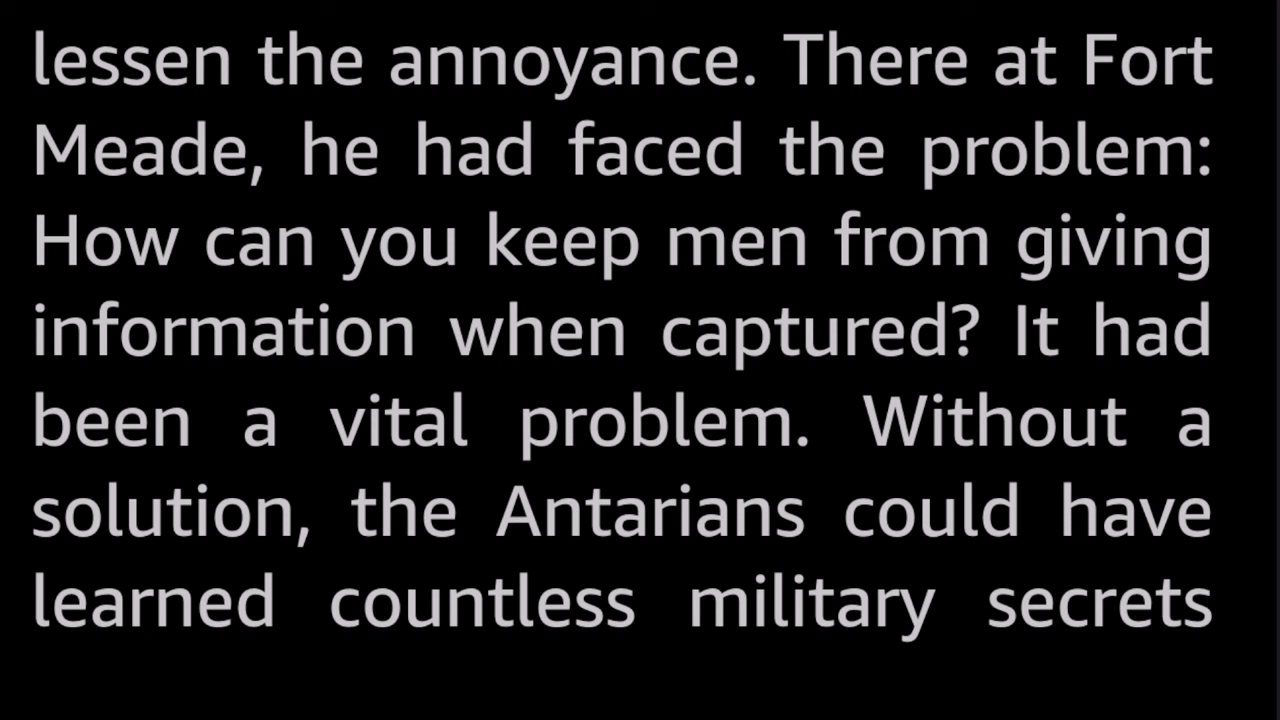 lessen the annoyance. There at Fort
Meade, he had faced the problem:
How can you keep men from giving
information when captured? It had
been a vital problem. Without a
solution, the Antarians could have
learned countless military secrets